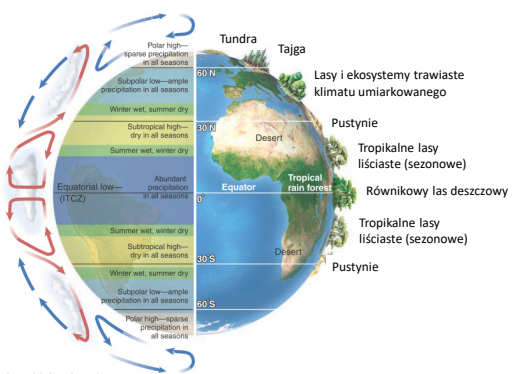 Tundra
Tajga
Lasy i ekosystemy trawiaste
klimatu umiarkowanego
Pustynie
Tropikalne lasy
liściaste (sezonowe)
Równikowy las deszczowy
Tropikalne lasy
liściaste (sezonowe)
Pustynie
Polar high—
sparse precipitation
in all seasons
Subpolar low—ample
precipitation in all seasons
Winter wet, summer dry
Subtropical high—
dry in all seasons
Summer wet, winter dry
Equatorial low—
(ITCZ)
Abundant
precipitation
in all seasons
Summer wet, winter dry
Subtropical high—
dry in all seasons
Winter wet, summer dry
Subpolar low—ample
precipitation in all seasons
Polar high—sparse
precipitation in
all seasons
60 N
30 N
Desert
Equator
Tropical
rain forest
0°
Desert
30 S
60 S